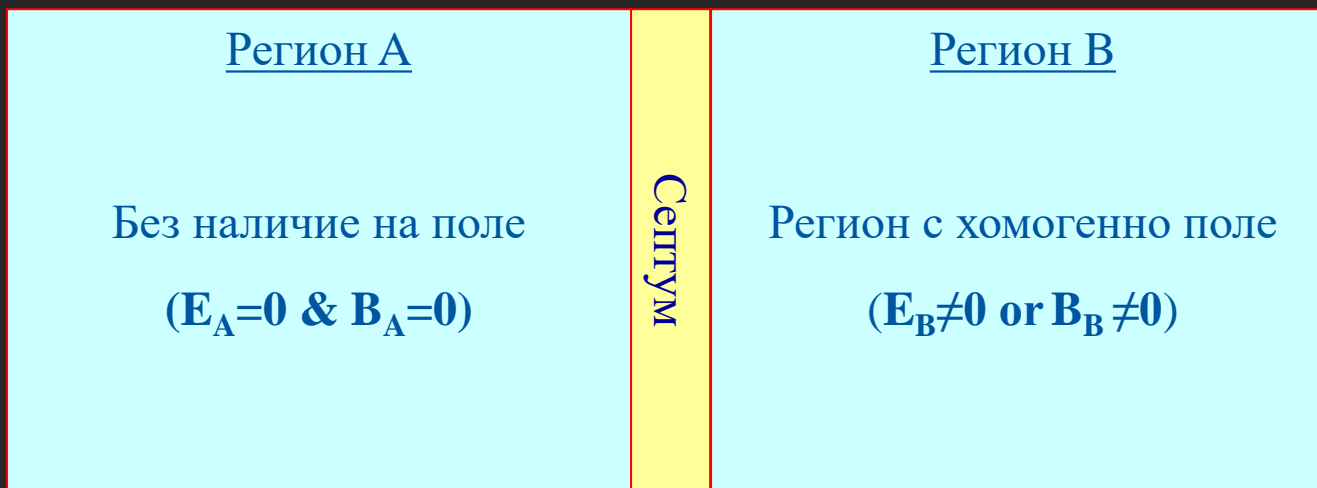 Регион А
Без наличие на поле
(EA=0 & BA=0)
Септум
Регион В
Регион с хомогенно поле
(EB≠0 or BB ≠0)